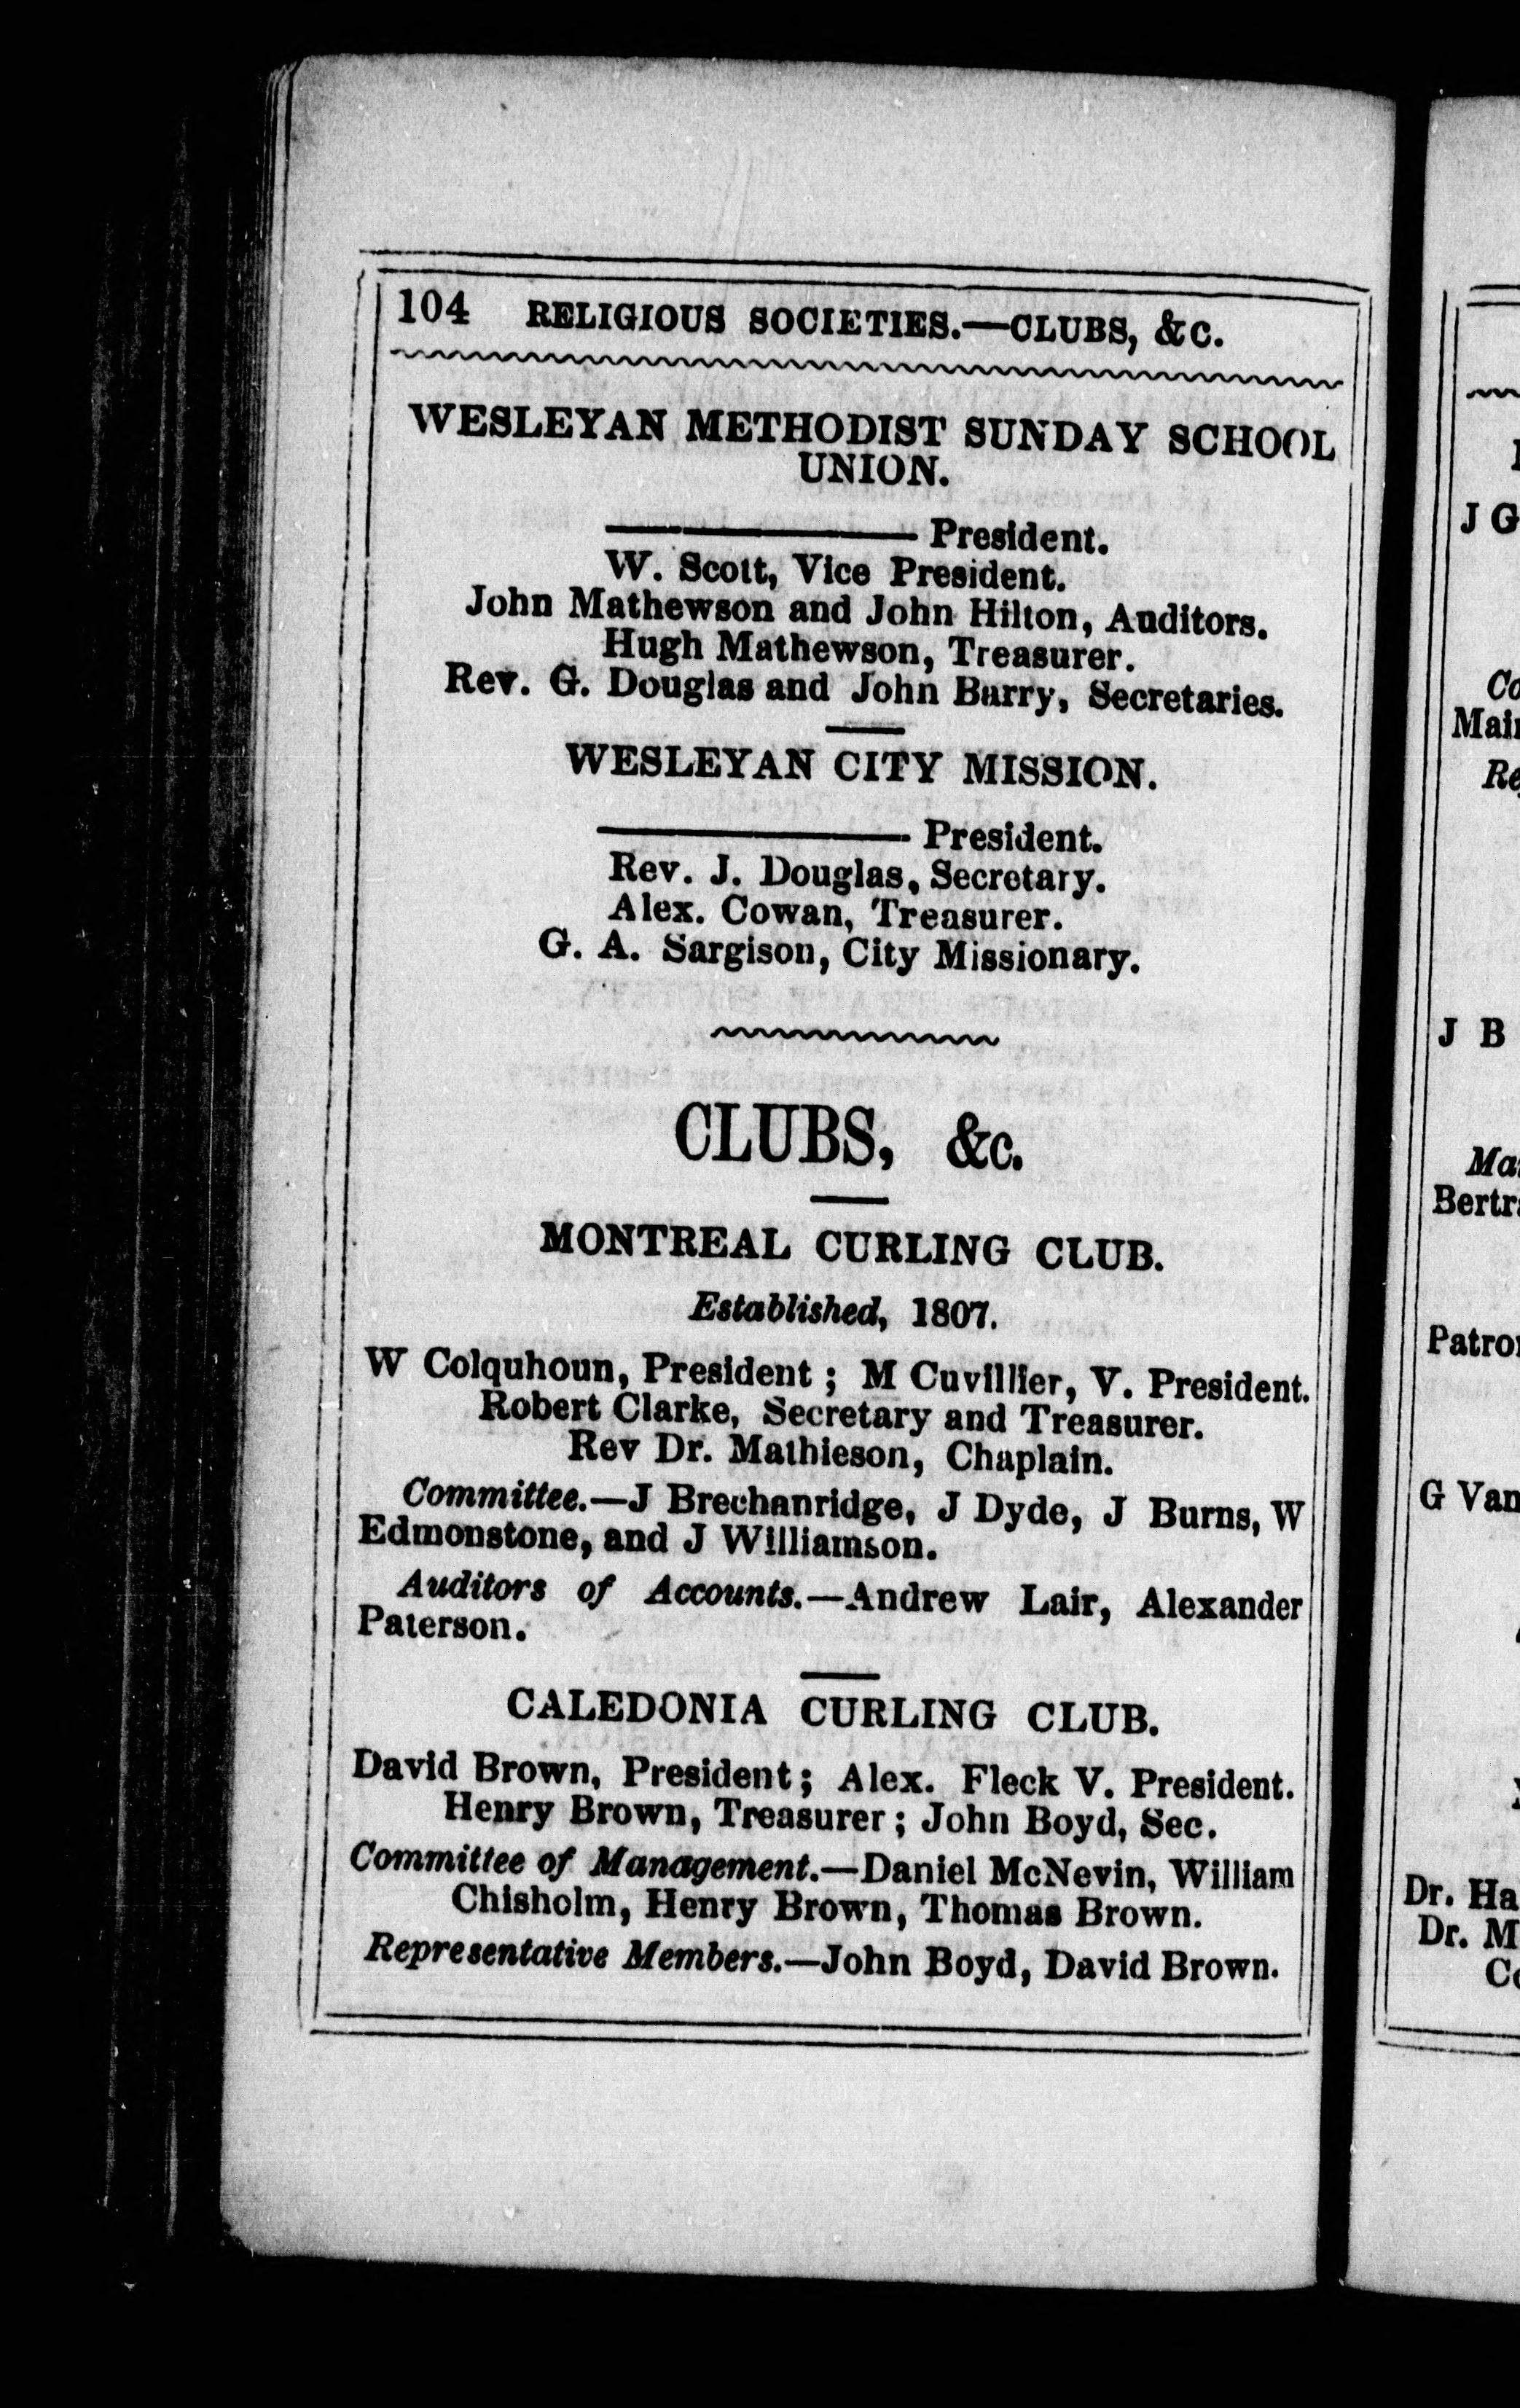 104 RELIGIOUS SOCIETIES.—CLUBS, &C.
WESLEYAN METHODIST SUNDAY SCHOOL
UNION.
———— President.
W. Scott, Vice President.
John Mathewson and John Hilton, Auditors.
Hugh Mathewson, Treasurer.
Rev. G. Douglas and John Barry, Secretaries.
WESLEYAN CITY MISSION.
———— President.
Rev. J. Douglas, Secretary.
Alex. Cowan, Treasurer.
G. A. Sargison, City Missionary.
CLUBS, &c.
MONTREAL CURLING CLUB.
Established, 1807.
W Colquhoun, President ; M Cuvillier, V. President.
Robert Clarke, Secretary and Treasurer.
Rev Dr. Mathieson, Chaplain.
Committee.—J Brechanridge, J Dyde, J Burns, W
Edmonstone, and J Williamson.
Auditors of Accounts.—Andrew Lair, Alexander
Paterson.
CALEDONIA CURLING CLUB.
David Brown, President ; Alex. Fleck V. President.
Henry Brown, Treasurer ; John Boyd, Sec.
Committee of Management.—Daniel McNevin, William
Chisholm, Henry Brown, Thomas Brown.
Representative Members.—John Boyd, David Brown.
J G
J B
G Van
Dr. Ha
Dr. M